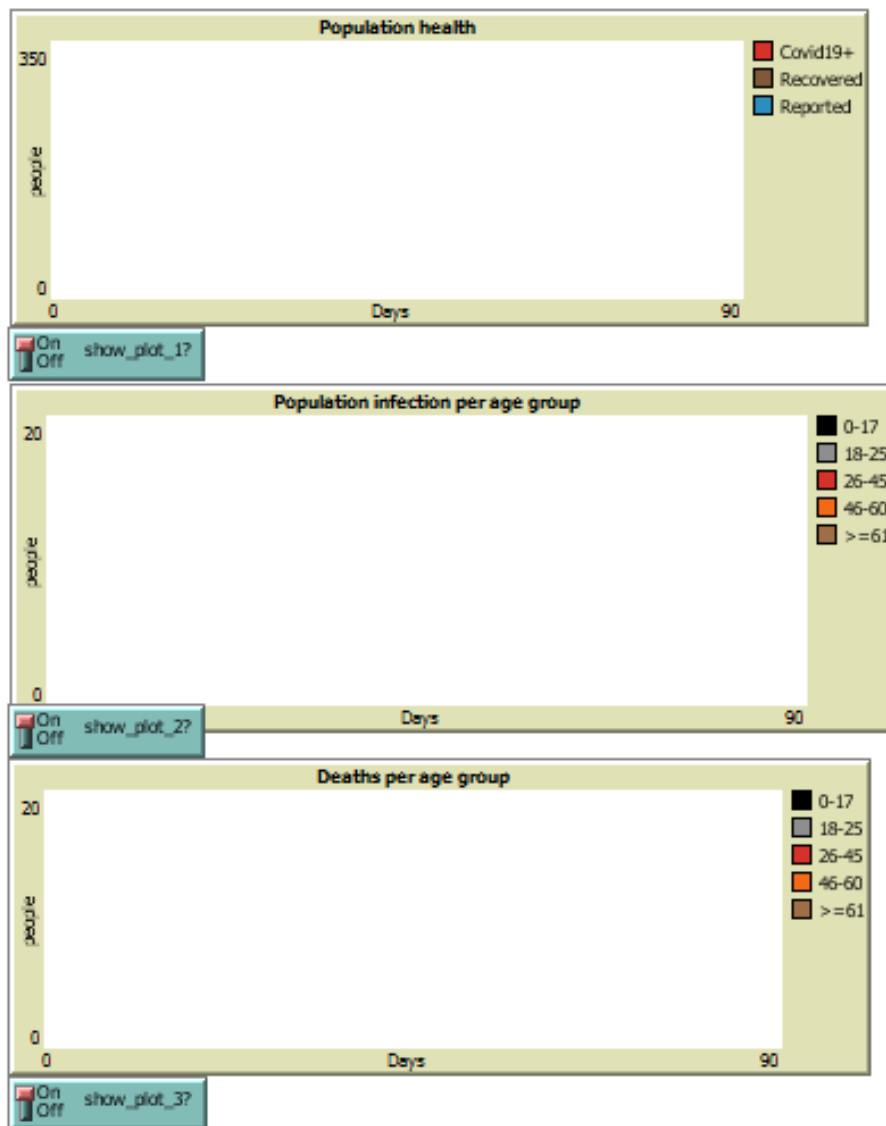 Population health
350
Covid19+
Recovered
Reported
people
0
0 Days 90
On
Off
show_plot_1?
Population infection per age group
20
0-17
18-25
26-45
46-60
>=61
people
0
Days 90
On
Off
show_plot_2?
Deaths per age group
20
0-17
18-25
26-45
46-60
>=61
people
0
0 Days 90
On
Off
show_plot_3?